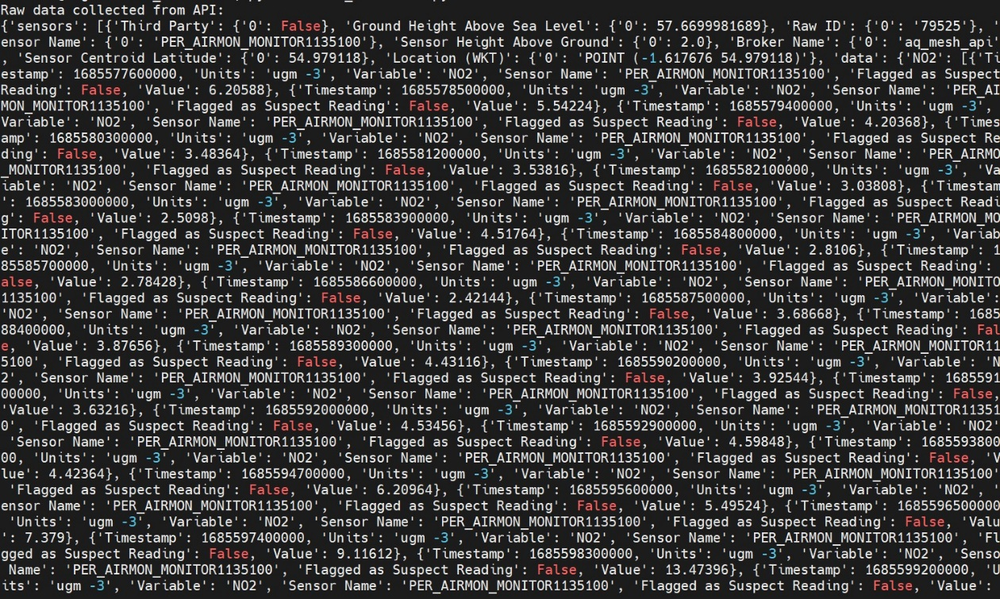 Raw data collected from API:
{'sensors': [{'Third Party': {'0': False}, 'Ground Height Above Sea Level': {'0': 57.6699981689}, 'Raw ID': {'0': '79525'}, '
ensor Name': {'0': 'PER_AIRMON_MONITOR1135100'}, 'Sensor Height Above Ground': {'0': 2.0}, 'Broker Name': {'0': 'aq_mesh_api'
, 'Sensor Centroid Latitude': {'0': 54.979118}, 'Location (WKT)': {'0': 'POINT (-1.617676 54.979118)'}, 'data': {'NO2': [{'Ti
estamp': 1685577600000, 'Units': 'ugm -3', 'Variable': 'NO2', 'Sensor Name': 'PER_AIRMON_MONITOR1135100', 'Flagged as Suspect
Reading': False, 'Value': 6.20588}, {'Timestamp': 1685578500000, 'Units': 'ugm -3', 'Variable': 'NO2', 'Sensor Name': 'PER_AI
MON_MONITOR1135100', 'Flagged as Suspect Reading': False, 'Value': 5.54224}, {'Timestamp': 1685579400000, 'Units': 'ugm -3',
Variable': 'NO2', 'Sensor Name': 'PER_AIRMON_MONITOR1135100', 'Flagged as Suspect Reading': False, 'Value': 4.20368}, {'Times
amp': 1685580300000, 'Units': 'ugm -3', 'Variable': 'NO2', 'Sensor Name': 'PER_AIRMON_MONITOR1135100', 'Flagged as Suspect Re
ding': False, 'Value': 3.48364}, {'Timestamp': 1685581200000, 'Units': 'ugm -3', 'Variable': 'NO2', 'Sensor Name': 'PER_AIRMO
_MONITOR1135100', 'Flagged as Suspect Reading': False, 'Value': 3.53816}, {'Timestamp': 1685582100000, 'Units': 'ugm -3', 'Va
iable': 'NO2', 'Sensor Name': 'PER_AIRMON_MONITOR1135100', 'Flagged as Suspect Reading': False, 'Value': 3.03808}, {'Timestam
': 1685583000000, 'Units': 'ugm -3', 'Variable': 'NO2', 'Sensor Name': 'PER_AIRMON_MONITOR1135100', 'Flagged as Suspect Readi
g': False, 'Value': 2.5098}, {'Timestamp': 1685583900000, 'Units': 'ugm -3', 'Variable': 'NO2', 'Sensor Name': 'PER_AIRMON_MO
ITOR1135100', 'Flagged as Suspect Reading': False, 'Value': 4.51764}, {'Timestamp': 1685584800000, 'Units': 'ugm -3', 'Variab
e': 'NO2', 'Sensor Name': 'PER_AIRMON_MONITOR1135100', 'Flagged as Suspect Reading': False, 'Value': 2.8106}, {'Timestamp': 1
85585700000, 'Units': 'ugm -3', 'Variable': 'NO2', 'Sensor Name': 'PER_AIRMON_MONITOR1135100', 'Flagged as Suspect Reading':
alse, 'Value': 2.78428}, {'Timestamp': 1685586600000, 'Units': 'ugm -3', 'Variable': 'NO2', 'Sensor Name': 'PER_AIRMON_MONITO
1135100', 'Flagged as Suspect Reading': False, 'Value': 2.42144}, {'Timestamp': 1685587500000, 'Units': 'ugm -3', 'Variable':
'NO2', 'Sensor Name': 'PER_AIRMON_MONITOR1135100', 'Flagged as Suspect Reading': False, 'Value': 3.68668}, {'Timestamp': 1685
88400000, 'Units': 'ugm -3', 'Variable': 'NO2', 'Sensor Name': 'PER_AIRMON_MONITOR1135100', 'Flagged as Suspect Reading': Fal
e, 'Value': 3.87656}, {'Timestamp': 1685589300000, 'Units': 'ugm -3', 'Variable': 'NO2', 'Sensor Name': 'PER_AIRMON_MONITOR11
5100', 'Flagged as Suspect Reading': False, 'Value': 4.43116}, {'Timestamp': 1685590200000, 'Units': 'ugm -3', 'Variable': 'N
2', 'Sensor Name': 'PER_AIRMON_MONITOR1135100', 'Flagged as Suspect Reading': False, 'Value': 3.92544}, {'Timestamp': 1685591
00000, 'Units': 'ugm -3', 'Variable': 'NO2', 'Sensor Name': 'PER_AIRMON_MONITOR1135100', 'Flagged as Suspect Reading': False,
'Value': 3.63216}, {'Timestamp': 1685592000000, 'Units': 'ugm -3', 'Variable': 'NO2', 'Sensor Name': 'PER_AIRMON_MONITOR11351
0', 'Flagged as Suspect Reading': False, 'Value': 4.53456}, {'Timestamp': 1685592900000, 'Units': 'ugm -3', 'Variable': 'NO2'
 'Sensor Name': 'PER_AIRMON_MONITOR1135100', 'Flagged as Suspect Reading': False, 'Value': 4.59848}, {'Timestamp': 1685593800
00, 'Units': 'ugm -3', 'Variable': 'NO2', 'Sensor Name': 'PER_AIRMON_MONITOR1135100', 'Flagged as Suspect Reading': False, 'V
lue': 4.42364}, {'Timestamp': 1685594700000, 'Units': 'ugm -3', 'Variable': 'NO2', 'Sensor Name': 'PER_AIRMON_MONITOR1135100'
 'Flagged as Suspect Reading': False, 'Value': 6.20964}, {'Timestamp': 1685595600000, 'Units': 'ugm -3', 'Variable': 'NO2',
ensor Name': 'PER_AIRMON_MONITOR1135100', 'Flagged as Suspect Reading': False, 'Value': 5.49524}, {'Timestamp': 1685596500000
 'Units': 'ugm -3', 'Variable': 'NO2', 'Sensor Name': 'PER_AIRMON_MONITOR1135100', 'Flagged as Suspect Reading': False, 'Valu
': 7.379}, {'Timestamp': 1685597400000, 'Units': 'ugm -3', 'Variable': 'NO2', 'Sensor Name': 'PER_AIRMON_MONITOR1135100', 'Fl
gged as Suspect Reading': False, 'Value': 9.11612}, {'Timestamp': 1685598300000, 'Units': 'ugm -3', 'Variable': 'NO2', 'Senso
 Name': 'PER_AIRMON_MONITOR1135100', 'Flagged as Suspect Reading': False, 'Value': 13.47396}, {'Timestamp': 1685599200000, 'U
its': 'ugm -3', 'Variable': 'NO2', 'Sensor Name': 'PER_AIRMON_MONITOR1135100', 'Flagged as Suspect Reading': False, 'Value':